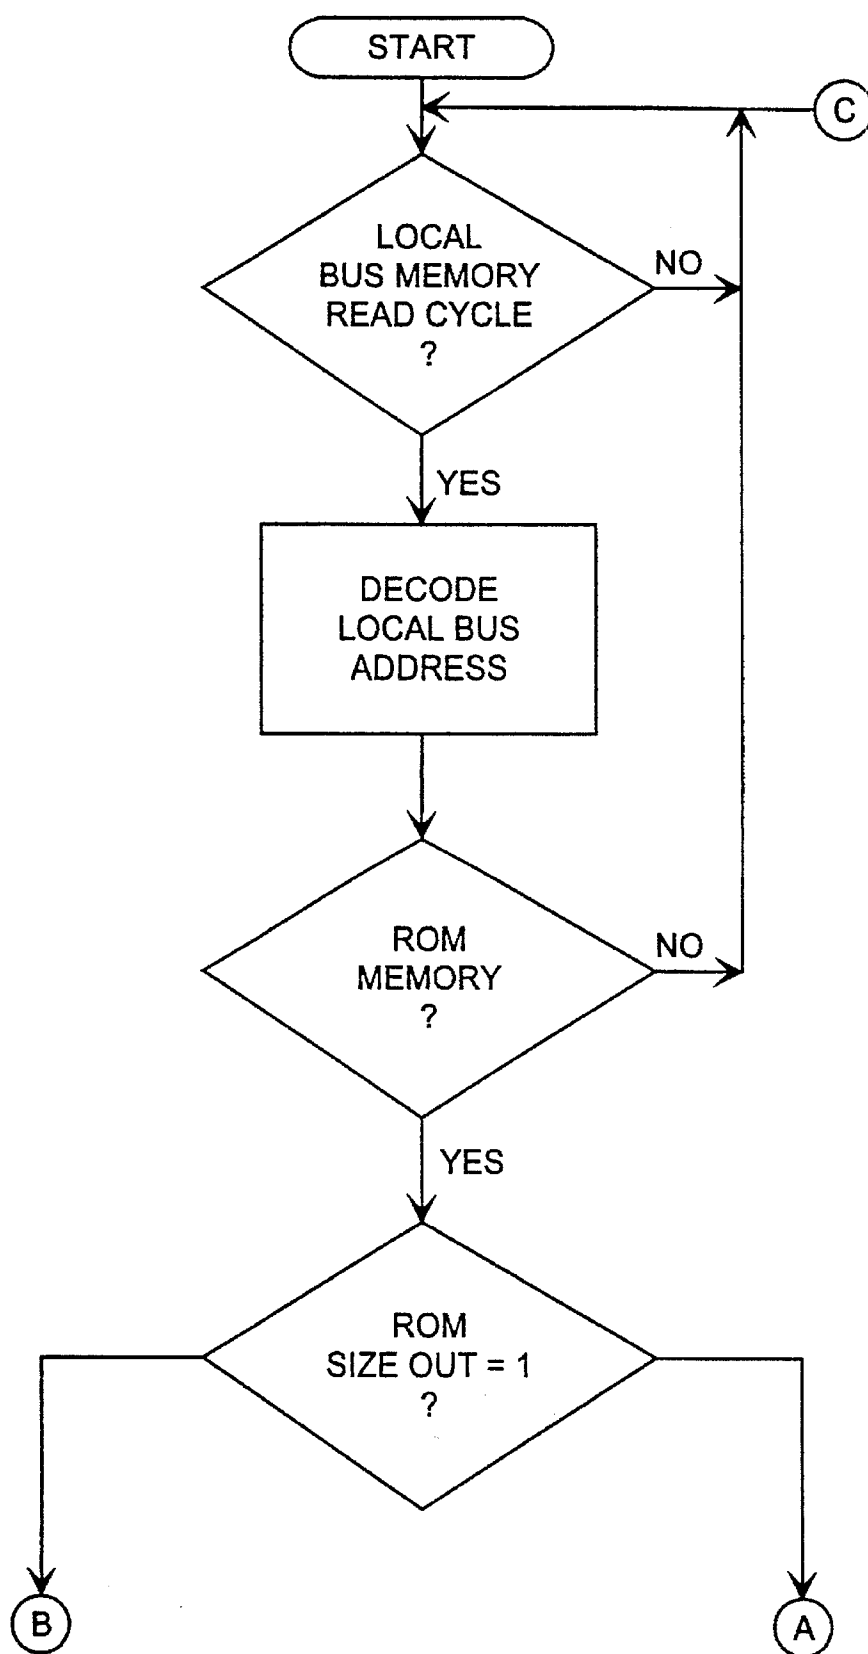 START
C
LOCAL
BUS MEMORY
READ CYCLE
?
NO
YES
DECODE
LOCAL BUS
ADDRESS
ROM
MEMORY
?
NO
YES
ROM
SIZE OUT = 1
?
B
A